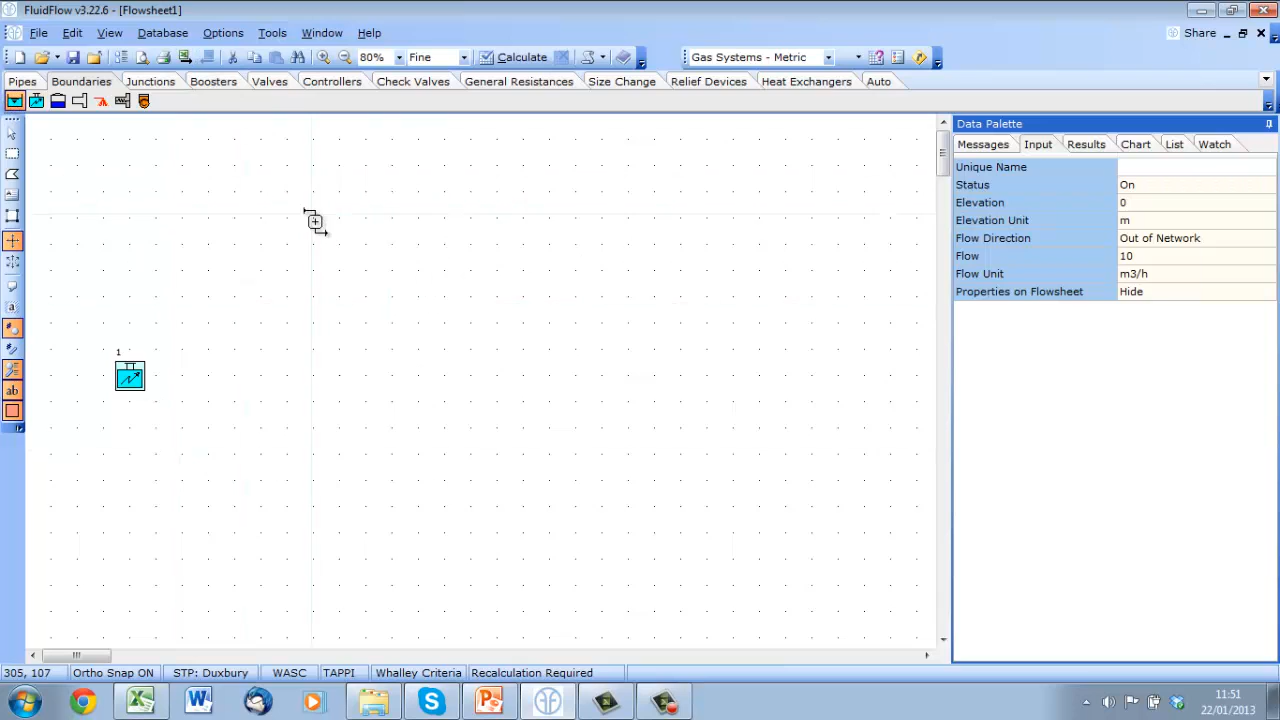 FluidFlow v3.22.6 - [Flowsheet1]
File Edit View Database Options Tools Window Help Share
80% Fine Calculate Gas Systems - Metric
Pipes Boundaries Junctions Boosters Valves Controllers Check Valves General Resistances Size Change Relief Devices Heat Exchangers Auto
Data Palette
Messages Input Results Chart List Watch
Unique Name
Status On
Elevation 0
Elevation Unit m
Flow Direction Out of Network
Flow 10
Flow Unit m3/h
Properties on Flowsheet Hide
a
ab
1
305, 107 Ortho Snap ON STP: Duxbury WASC TAPPI Whalley Criteria Recalculation Required
11:51
22/01/2013